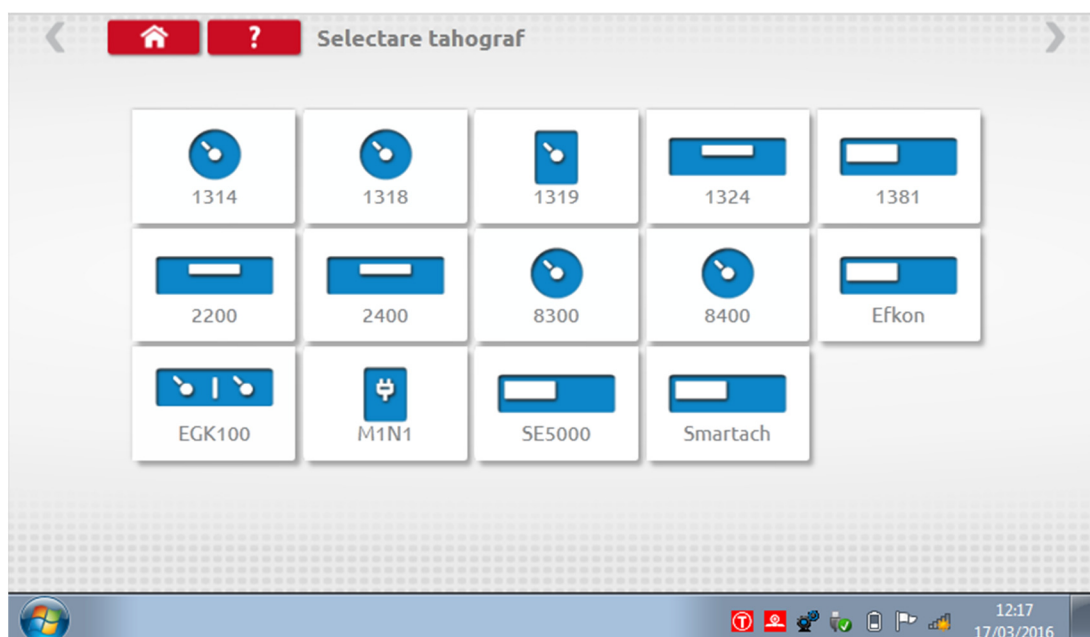 ? Selectare tahograf
1314 1318 1319 1324 1381
2200 2400 8300 8400 Efkon
EGK100 M1N1 SE5000 Smartach
12:17
17/03/2016